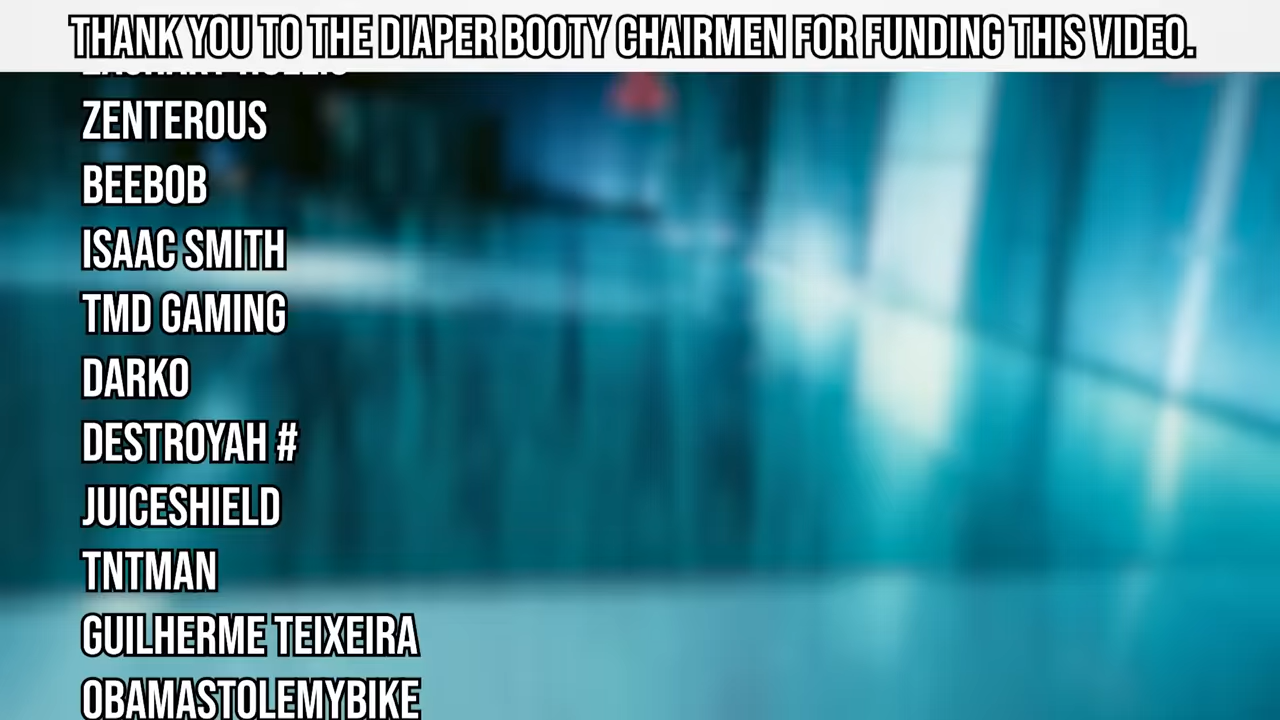 THANK YOU TO THE DIAPER BOOTY CHAIRMEN FOR FUNDING THIS VIDEO.
ZENTEROUS
BEEBOB
ISAAC SMITH
TMD GAMING
DARKO
DESTROYAH #
JUICESHIELD
TNTMAN
GUILHERME TEIXEIRA
OBAMASTOLEMYBIKE